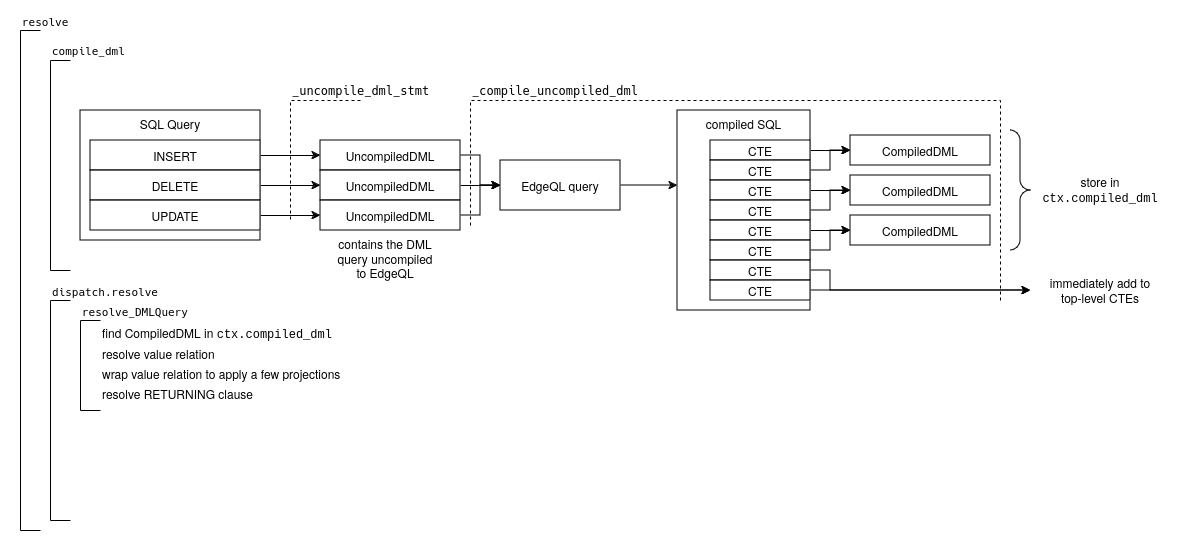 resolve
compile_dml
_uncompile_dml_stmt
_compile_uncompiled_dml
SQL Query
INSERT
DELETE
UPDATE
UncompiledDML
UncompiledDML
UncompiledDML
contains the DML
query uncompiled
to EdgeQL
EdgeQL query
compiled SQL
CTE
CTE
CTE
CTE
CTE
CTE
CTE
CTE
CompiledDML
CompiledDML
CompiledDML
store in
ctx.compiled_dml
immediately add to
top-level CTEs
dispatch.resolve
resolve_DMLQuery
find CompiledDML in ctx.compiled_dml
resolve value relation
wrap value relation to apply a few projections
resolve RETURNING clause